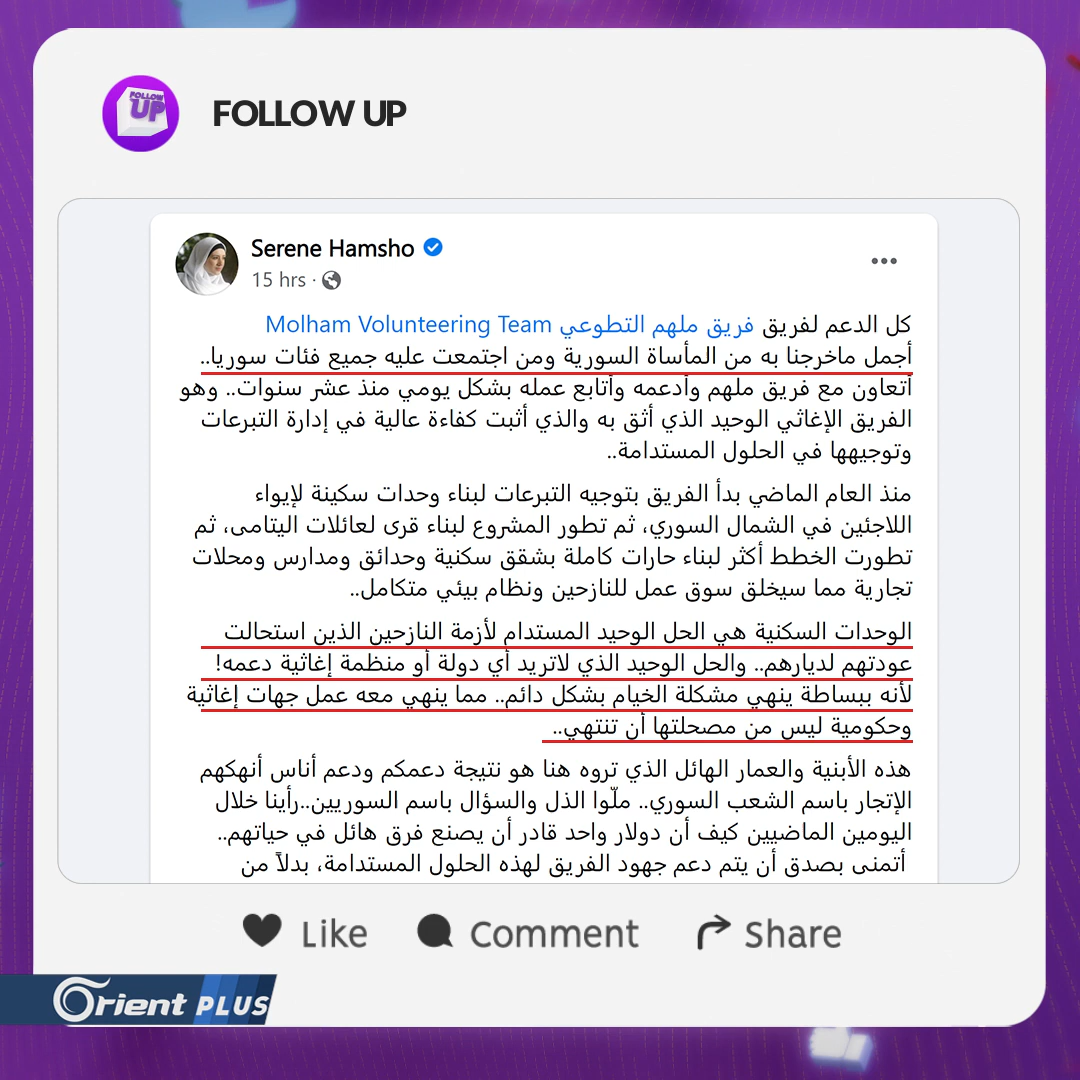 FOLLOW UP
FOLLOW UP
Serene Hamsho
15 hrs ·
كل الدعم لفريق فريق ملهم التطوعي Molham Volunteering Team
أجمل ماخرجنا به من المأساة السورية ومن اجتمعت عليه جميع فئات سوريا..
أتعاون مع فريق ملهم وأدعمه وأتابع عمله بشكل يومي منذ عشر سنوات.. وهو
الفريق الإغاثي الوحيد الذي أثق به والذي أثبت كفاءة عالية في إدارة التبرعات
وتوجيهها في الحلول المستدامة..
منذ العام الماضي بدأ الفريق بتوجيه التبرعات لبناء وحدات سكينة لإيواء
اللاجئين في الشمال السوري، ثم تطور المشروع لبناء قرى لعائلات اليتامى، ثم
تطورت الخطط أكثر لبناء حارات كاملة بشقق سكنية وحدائق ومدارس ومحلات
تجارية مما سيخلق سوق عمل للنازحين ونظام بيئي متكامل..
الوحدات السكنية هي الحل الوحيد المستدام لأزمة النازحين الذين استحالت
عودتهم لديارهم.. والحل الوحيد الذي لاتريد أي دولة أو منظمة إغاثية دعمه!
لأنه ببساطة ينهي مشكلة الخيام بشكل دائم.. مما ينهي معه عمل جهات إغاثية
وحكومية ليس من مصحلتها أن تنتهي..
هذه الأبنية والعمار الهائل الذي تروه هنا هو نتيجة دعمكم ودعم أناس أنهكهم
الإتجار باسم الشعب السوري.. ملّوا الذل والسؤال باسم السوريين..رأينا خلال
اليومين الماضيين كيف أن دولار واحد قادر أن يصنع فرق هائل في حياتهم..
أتمنى بصدق أن يتم دعم جهود الفريق لهذه الحلول المستدامة، بدلاً من
Like
Comment
Share
Orient PLUS